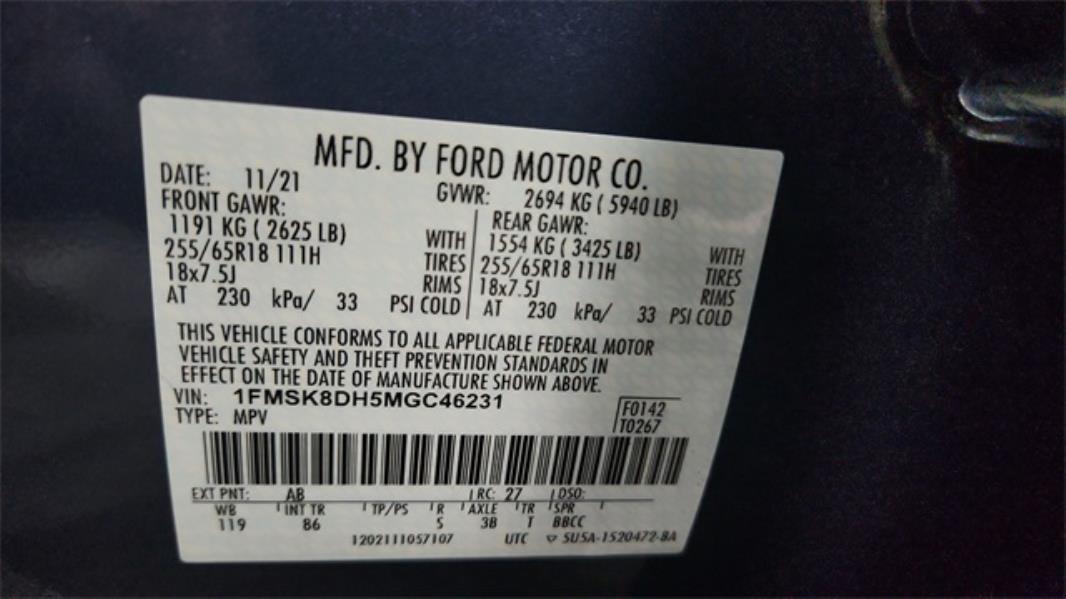 MFD. BY FORD MOTOR CO.
DATE: 11/21 GVWR: 2694 KG ( 5940 LB)
FRONT GAWR: REAR GAWR:
1191 KG ( 2625 LB) WITH 1554 KG ( 3425 LB) WITH
255/65R18 111H TIRES 255/65R18 111H TIRES
18x7.5J RIMS 18x7.5J RIMS
AT 230 kPa/ 33 PSI COLD AT 230 kPa/ 33 PSI COLD
THIS VEHICLE CONFORMS TO ALL APPLICABLE FEDERAL MOTOR
VEHICLE SAFETY AND THEFT PREVENTION STANDARDS IN
EFFECT ON THE DATE OF MANUFACTURE SHOWN ABOVE.
VIN: 1FMSK8DH5MGC46231 F0142
TYPE: MPV T0267
EXT PNT: AB RC: 27 DSO:
WB INT TR TP/PS R AXLE TR SPR
119 86 5 3B T BBCC
1202111057107 UTC SU5A-1520472-BA